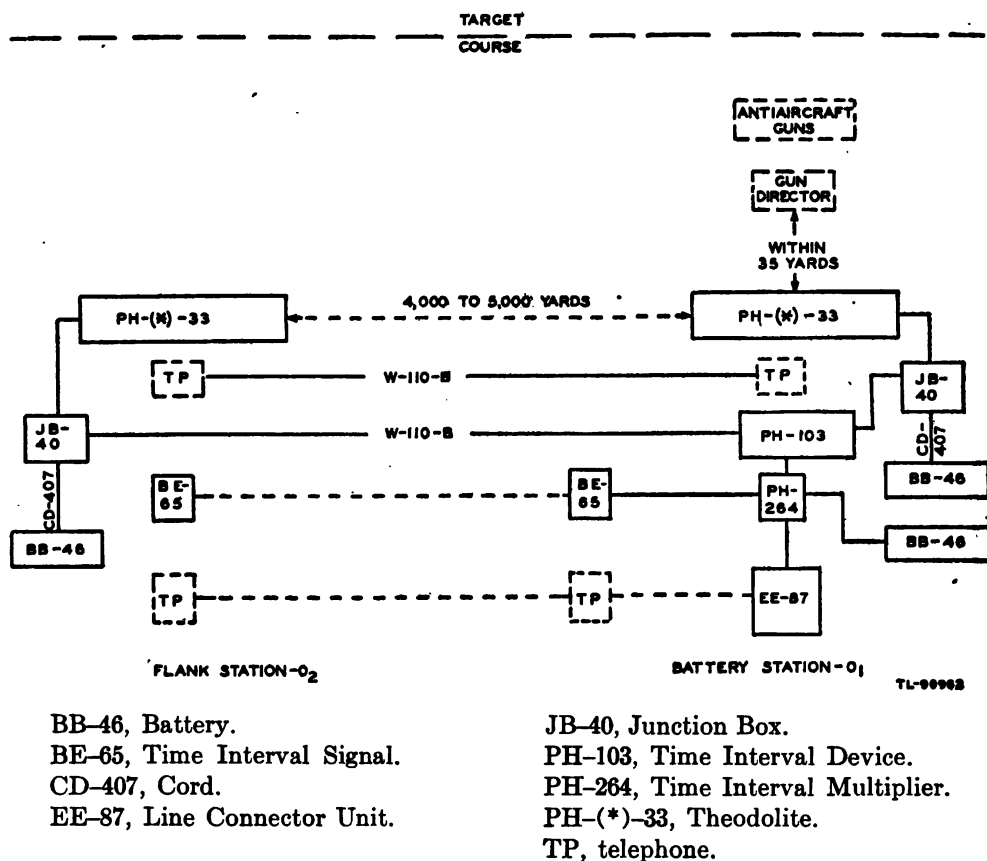 TARGET
COURSE
ANTIAIRCRAFT
GUNS
GUN
DIRECTOR
WITHIN
35 YARDS
4,000 TO 5,000 YARDS
PH-(*)-33
PH-(*)-33
TP
W-110-B
TP
JB-
40
JB-
40
W-110-B
PH-103
CD-
407
CD-407
BE-
65
BE-
65
PH-
264
BB-46
BB-46
BB-46
TP
TP
EE-87
FLANK STATION-O₂
BATTERY STATION-O₁
TL-90962
BB–46, Battery.
BE–65, Time Interval Signal.
CD–407, Cord.
EE–87, Line Connector Unit.
JB–40, Junction Box.
PH–103, Time Interval Device.
PH–264, Time Interval Multiplier.
PH–(*)–33, Theodolite.
TP, telephone.